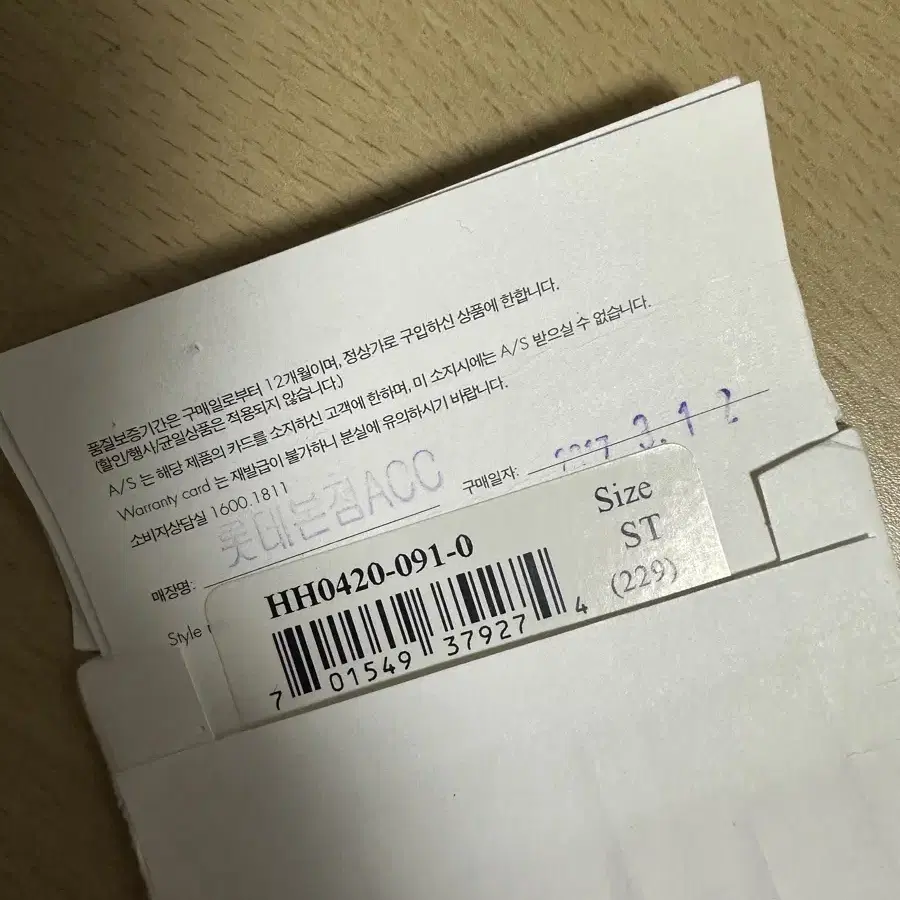 품질보증기간은 구매일로부터 12개월이며, 정상가로 구입하신 상품에 한합니다.
(할인/행사/균일상품은 적용되지 않습니다.)
A/S 는 해당 제품의 카드를 소지하신 고객에 한하며, 미 소지시에는 A/S 받으실 수 없습니다.
Warranty card 는 재발급이 불가하니 분실에 유의하시기 바랍니다.
소비자상담실 1600.1811
매장명: 롯데본점ACC 구매일자: 3.12
Style
HH0420-091-0
Size
ST
(229)
7 01549 37927 4